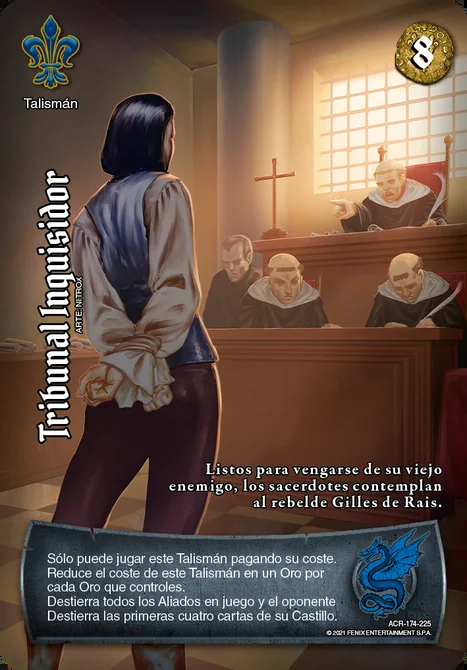 8
Talismán
Tribunal Inquisidor
ARTE: NITROX
Listos para vengarse de su viejo
enemigo, los sacerdotes contemplan
al rebelde Gilles de Rais.
Sólo puede jugar este Talismán pagando su coste.
Reduce el coste de este Talismán en un Oro por
cada Oro que controles.
Destierra todos los Aliados en juego y el oponente
Destierra las primeras cuatro cartas de su Castillo.
ACR-174-225
© 2021 FENIX ENTERTAINMENT S.P.A.